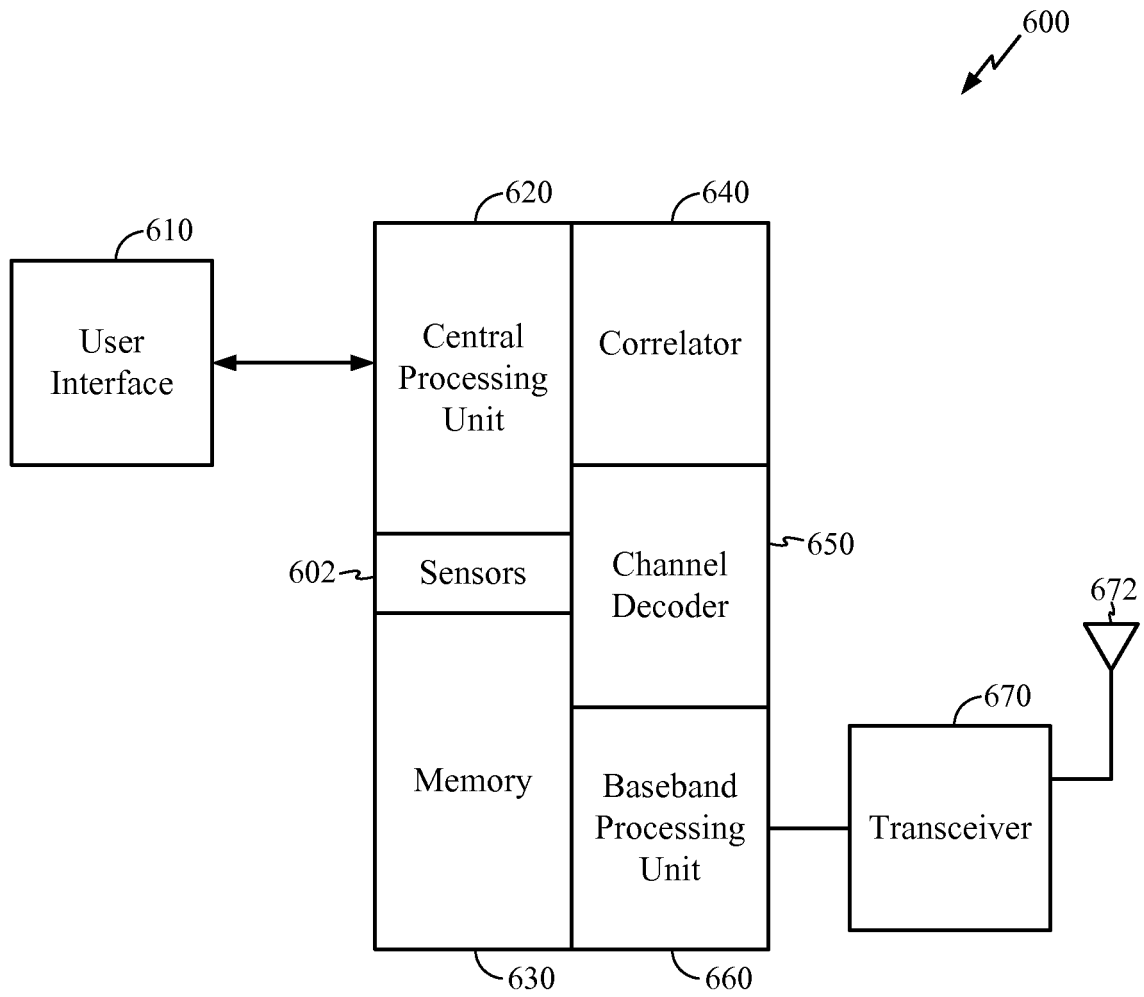 600
620
640
610
User
Interface
Central
Processing
Unit
Correlator
602
Sensors
Channel
Decoder
650
672
670
Memory
Baseband
Processing
Unit
Transceiver
630
660